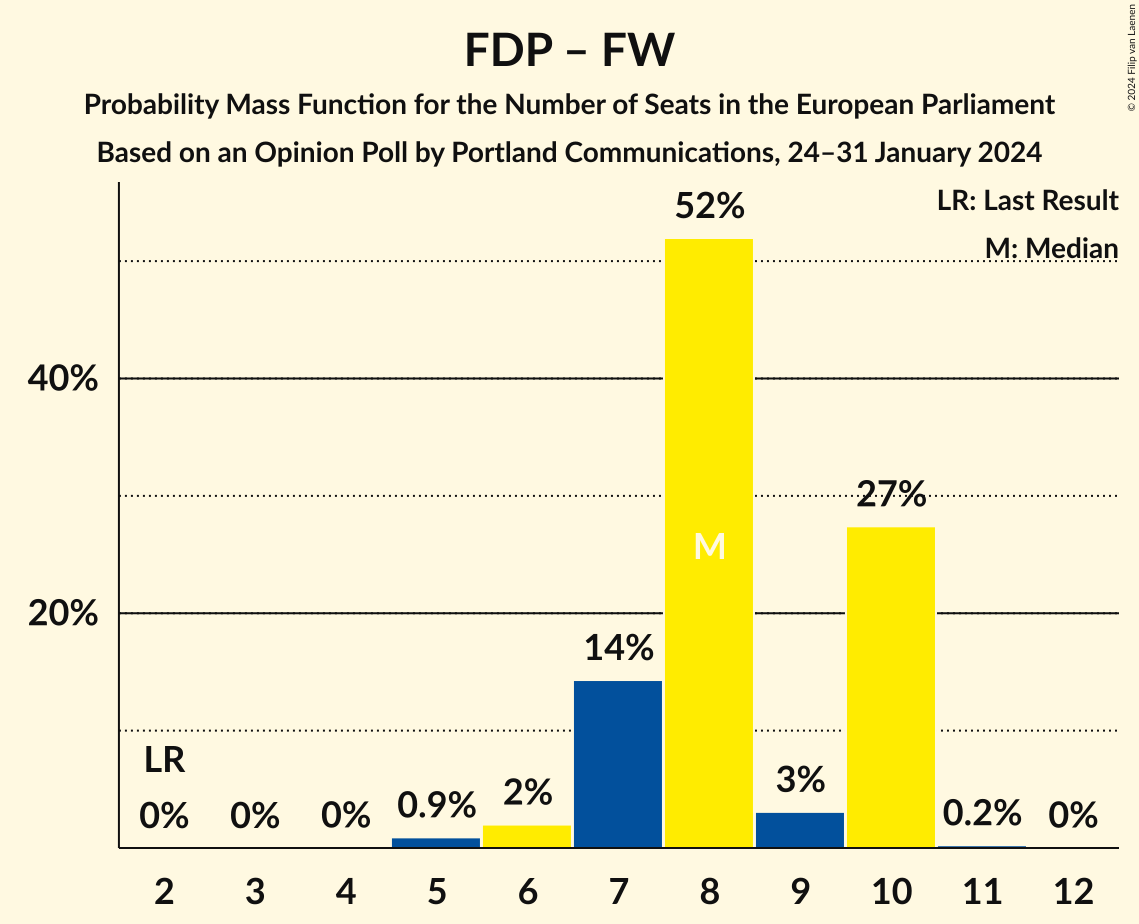 FDP – FW
Probability Mass Function for the Number of Seats in the European Parliament
Based on an Opinion Poll by Portland Communications, 24–31 January 2024
© 2024 Filip van Laenen
LR: Last Result
M: Median
52%
40%
27%
M
20%
14%
LR
3%
2%
0.9%
0.2%
0%
0%
0%
0%
2 3 4 5 6 7 8 9 10 11 12